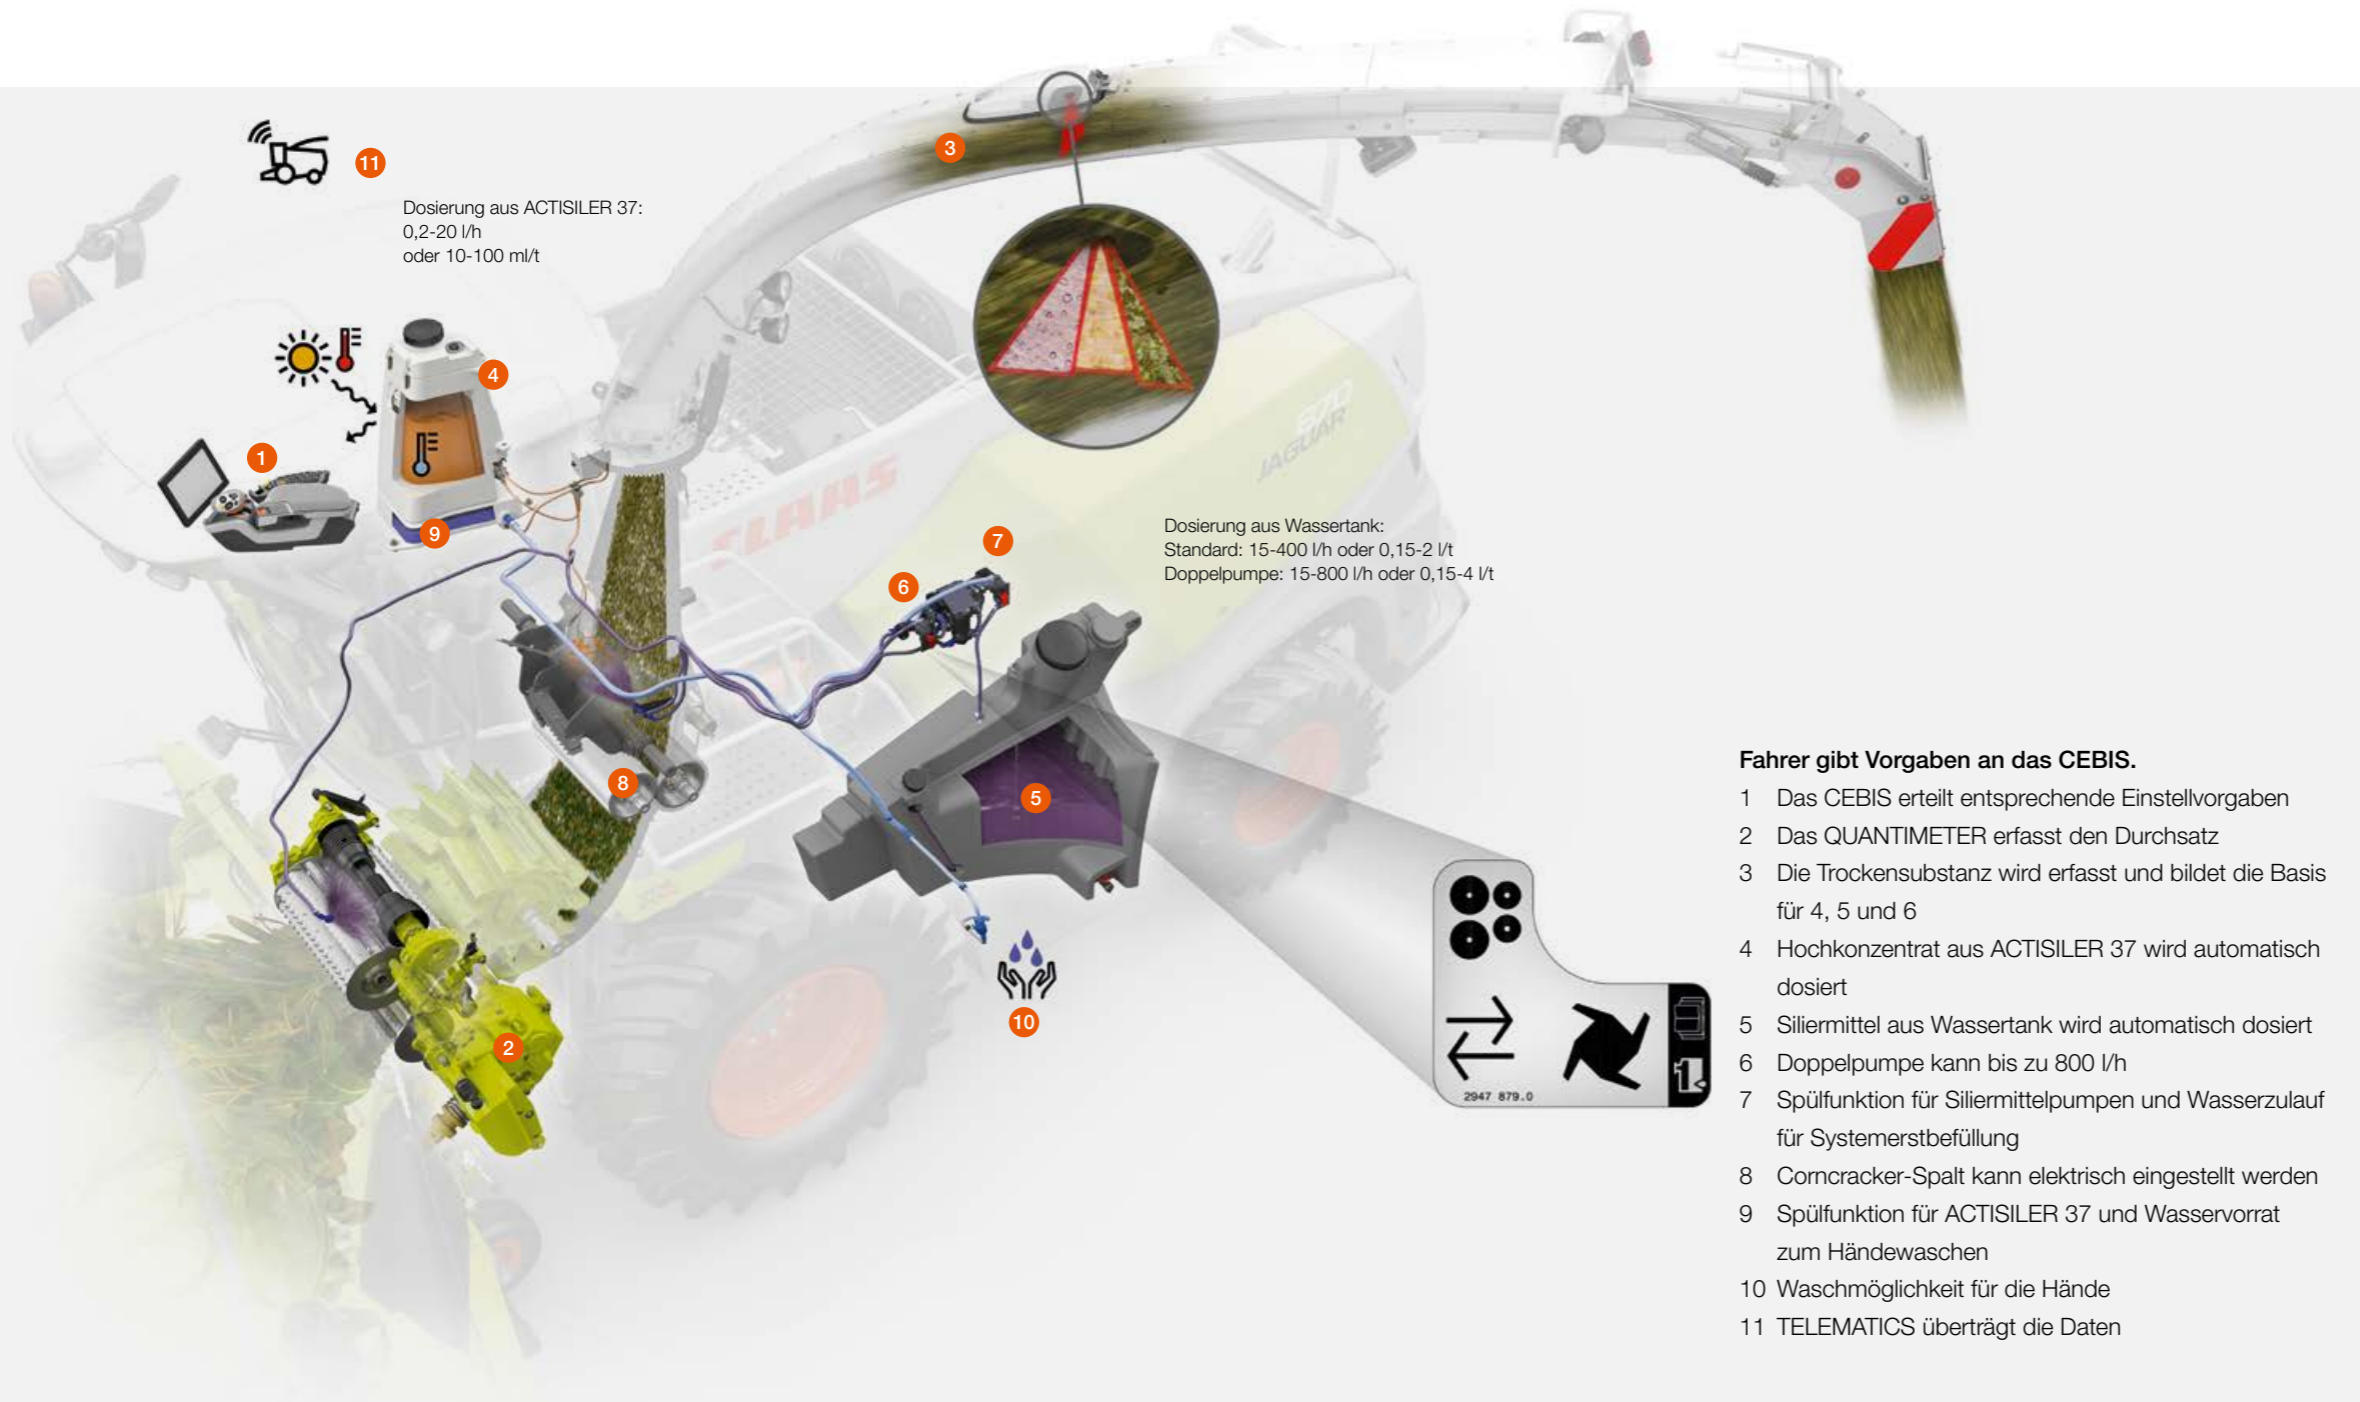 11
Dosierung aus ACTISILER 37:
0,2-20 l/h
oder 10-100 ml/t
3
4
1
9
CLAAS
870
JAGUAR
Dosierung aus Wassertank:
Standard: 15-400 l/h oder 0,15-2 l/t
Doppelpumpe: 15-800 l/h oder 0,15-4 l/t
7
6
8
5
10
2
2947 879.0
Fahrer gibt Vorgaben an das CEBIS.
1 Das CEBIS erteilt entsprechende Einstellvorgaben
2 Das QUANTIMETER erfasst den Durchsatz
3 Die Trockensubstanz wird erfasst und bildet die Basis
für 4, 5 und 6
4 Hochkonzentrat aus ACTISILER 37 wird automatisch
dosiert
5 Siliermittel aus Wassertank wird automatisch dosiert
6 Doppelpumpe kann bis zu 800 l/h
7 Spülfunktion für Siliermittelpumpen und Wasserzulauf
für Systemerstbefüllung
8 Corncracker-Spalt kann elektrisch eingestellt werden
9 Spülfunktion für ACTISILER 37 und Wasservorrat
zum Händewaschen
10 Waschmöglichkeit für die Hände
11 TELEMATICS überträgt die Daten